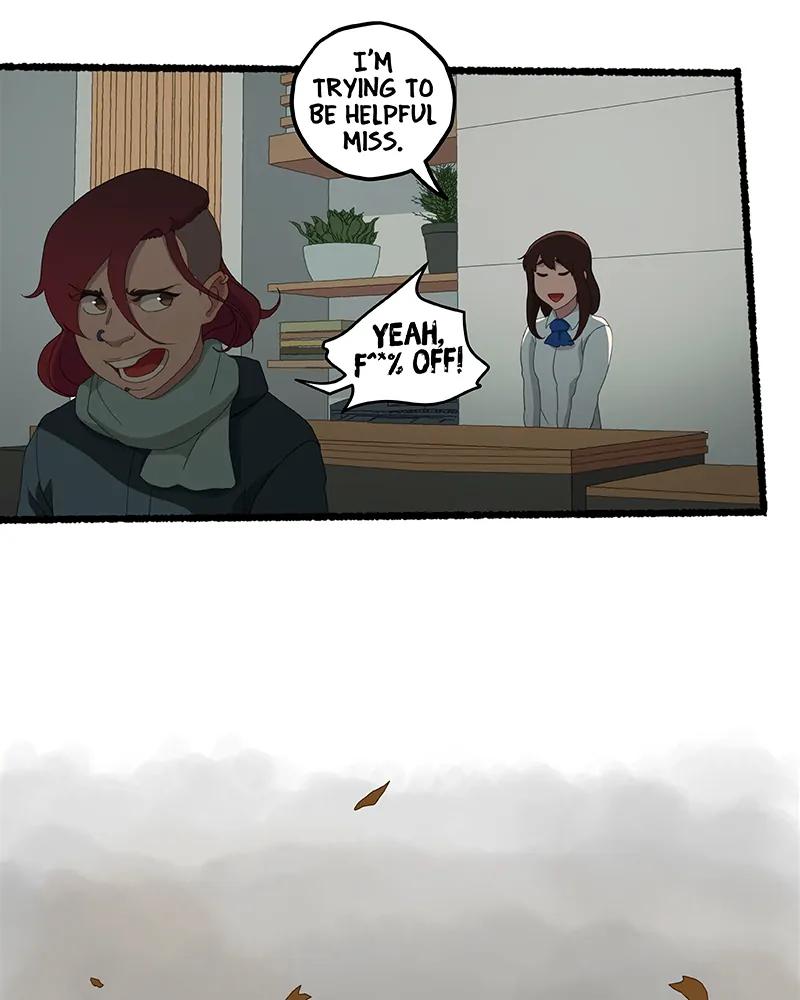 I'M
TRYING TO
BE HELPFUL
MISS.
YEAH,
F^*% OFF!